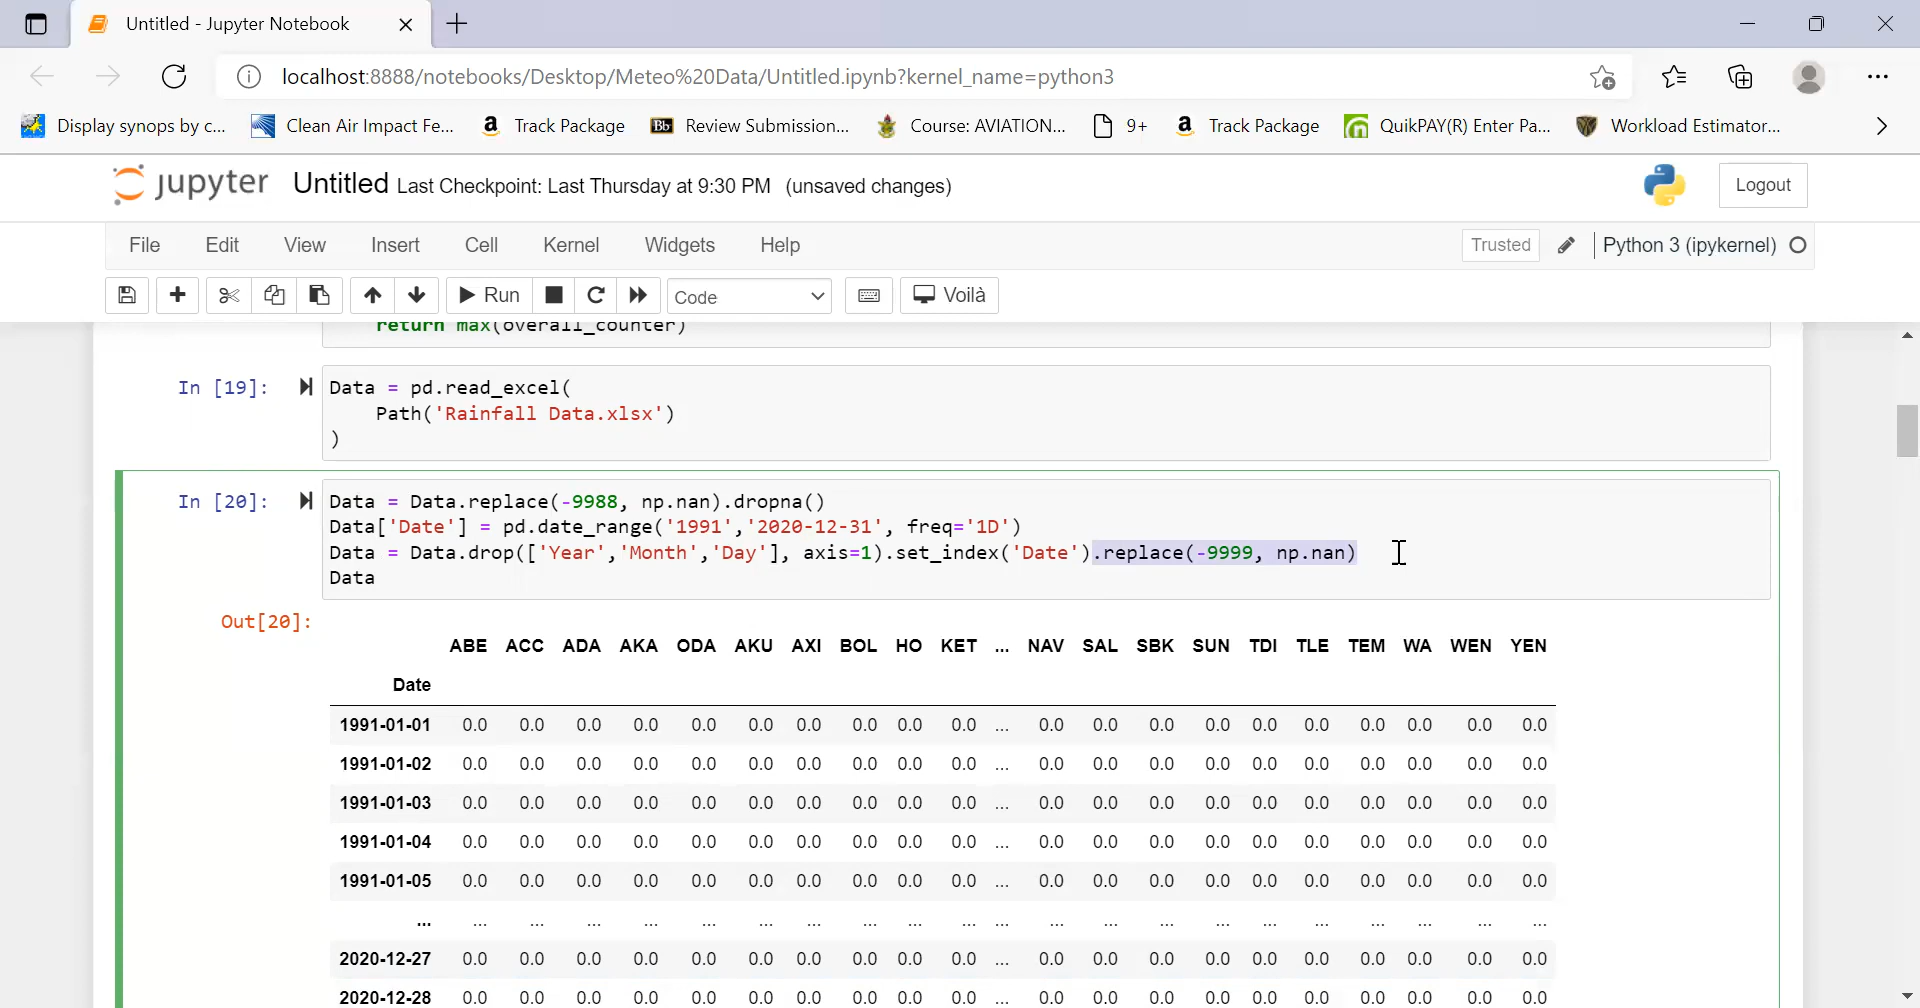 Untitled - Jupyter Notebook
localhost:8888/notebooks/Desktop/Meteo%20Data/Untitled.ipynb?kernel_name=python3
Display synops by c... Clean Air Impact Fe... Track Package Review Submission... Course: AVIATION... 9+ Track Package QuikPAY(R) Enter Pa... Workload Estimator...
jupyter Untitled Last Checkpoint: Last Thursday at 9:30 PM (unsaved changes) Logout
File Edit View Insert Cell Kernel Widgets Help Trusted Python 3 (ipykernel)
Run Code Voilà
return max(overall_counter)
In [19]: Data = pd.read_excel(
Path('Rainfall Data.xlsx')
)
In [20]: Data = Data.replace(-9988, np.nan).dropna()
Data['Date'] = pd.date_range('1991','2020-12-31', freq='1D')
Data = Data.drop(['Year','Month','Day'], axis=1).set_index('Date').replace(-9999, np.nan)
Data
Out[20]:
ABE ACC ADA AKA ODA AKU AXI BOL HO KET ... NAV SAL SBK SUN TDI TLE TEM WA WEN YEN
Date
1991-01-01 0.0 0.0 0.0 0.0 0.0 0.0 0.0 0.0 0.0 0.0 ... 0.0 0.0 0.0 0.0 0.0 0.0 0.0 0.0 0.0 0.0
1991-01-02 0.0 0.0 0.0 0.0 0.0 0.0 0.0 0.0 0.0 0.0 ... 0.0 0.0 0.0 0.0 0.0 0.0 0.0 0.0 0.0 0.0
1991-01-03 0.0 0.0 0.0 0.0 0.0 0.0 0.0 0.0 0.0 0.0 ... 0.0 0.0 0.0 0.0 0.0 0.0 0.0 0.0 0.0 0.0
1991-01-04 0.0 0.0 0.0 0.0 0.0 0.0 0.0 0.0 0.0 0.0 ... 0.0 0.0 0.0 0.0 0.0 0.0 0.0 0.0 0.0 0.0
1991-01-05 0.0 0.0 0.0 0.0 0.0 0.0 0.0 0.0 0.0 0.0 ... 0.0 0.0 0.0 0.0 0.0 0.0 0.0 0.0 0.0 0.0
... ... ... ... ... ... ... ... ... ... ... ... ... ... ... ... ... ... ... ... ... ...
2020-12-27 0.0 0.0 0.0 0.0 0.0 0.0 0.0 0.0 0.0 0.0 ... 0.0 0.0 0.0 0.0 0.0 0.0 0.0 0.0 0.0 0.0
2020-12-28 0.0 0.0 0.0 0.0 0.0 0.0 0.0 0.0 0.0 0.0 ... 0.0 0.0 0.0 0.0 0.0 0.0 0.0 0.0 0.0 0.0